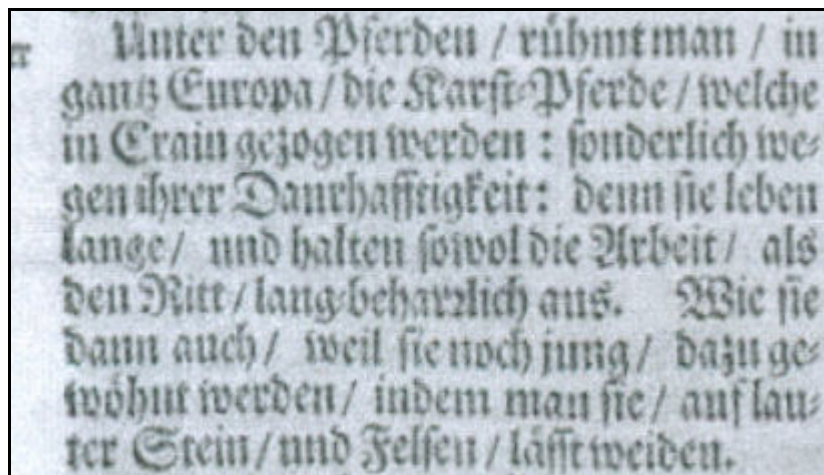 Unter den Pferden / rühmt man / in
gantz Europa / die Karst-Pferde / welche
in Crain gezogen werden : sonderlich we-
gen ihrer Daurhafftigkeit: denn sie leben
lange / und halten sowol die Arbeit / als
den Ritt / lang-beharrlich aus. Wie sie
dann auch / weil sie noch jung / dazu ge-
wöhnt werden / indem man sie / auf lau-
ter Stein / und Felsen / lässt weiden.